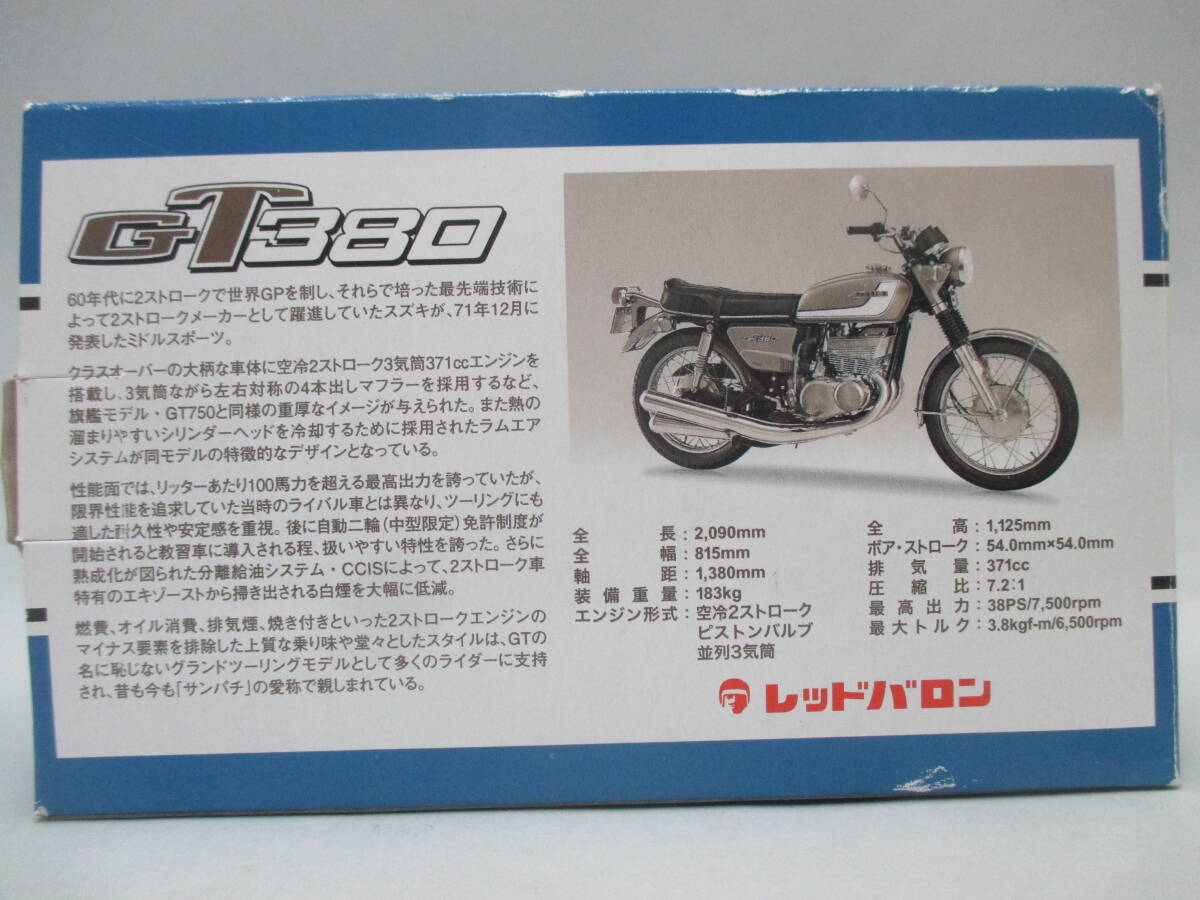 GT380
60年代に2ストロークで世界GPを制し、それらで培った最先端技術に
よって2ストロークメーカーとして躍進していたスズキが、71年12月に
発表したミドルスポーツ。
クラスオーバーの大柄な車体に空冷2ストローク3気筒371ccエンジンを
搭載し、3気筒ながら左右対称の4本出しマフラーを採用するなど、
旗艦モデル・GT750と同様の重厚なイメージが与えられた。また熱の
溜まりやすいシリンダーヘッドを冷却するために採用されたラムエア
システムが同モデルの特徴的なデザインとなっている。
性能面では、リッターあたり100馬力を超える最高出力を誇っていたが、
限界性能を追求していた当時のライバル車とは異なり、ツーリングにも
適した耐久性や安定感を重視。後に自動二輪（中型限定）免許制度が
開始されると教習車に導入される程、扱いやすい特性を誇った。さらに
熟成化が図られた分離給油システム・CCISによって、2ストローク車
特有のエキゾーストから掃き出される白煙を大幅に低減。
燃費、オイル消費、排気煙、焼き付きといった2ストロークエンジンの
マイナス要素を排除した上質な乗り味や堂々としたスタイルは、GTの
名に恥じないグランドツーリングモデルとして多くのライダーに支持
され、昔も今も「サンパチ」の愛称で親しまれている。
全長：2,090mm
全幅：815mm
軸距：1,380mm
装備重量：183kg
エンジン形式：空冷2ストローク
ピストンバルブ
並列3気筒
全高：1,125mm
ボア・ストローク：54.0mm×54.0mm
排気量：371cc
圧縮比：7.2:1
最高出力：38PS/7,500rpm
最大トルク：3.8kgf-m/6,500rpm
レッドバロン